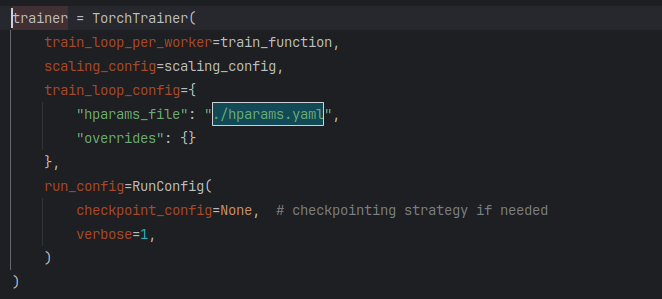 trainer = TorchTrainer(
    train_loop_per_worker=train_function,
    scaling_config=scaling_config,
    train_loop_config={
        "hparams_file": "./hparams.yaml",
        "overrides": {}
    },
    run_config=RunConfig(
        checkpoint_config=None,  # checkpointing strategy if needed
        verbose=1,
    )
)